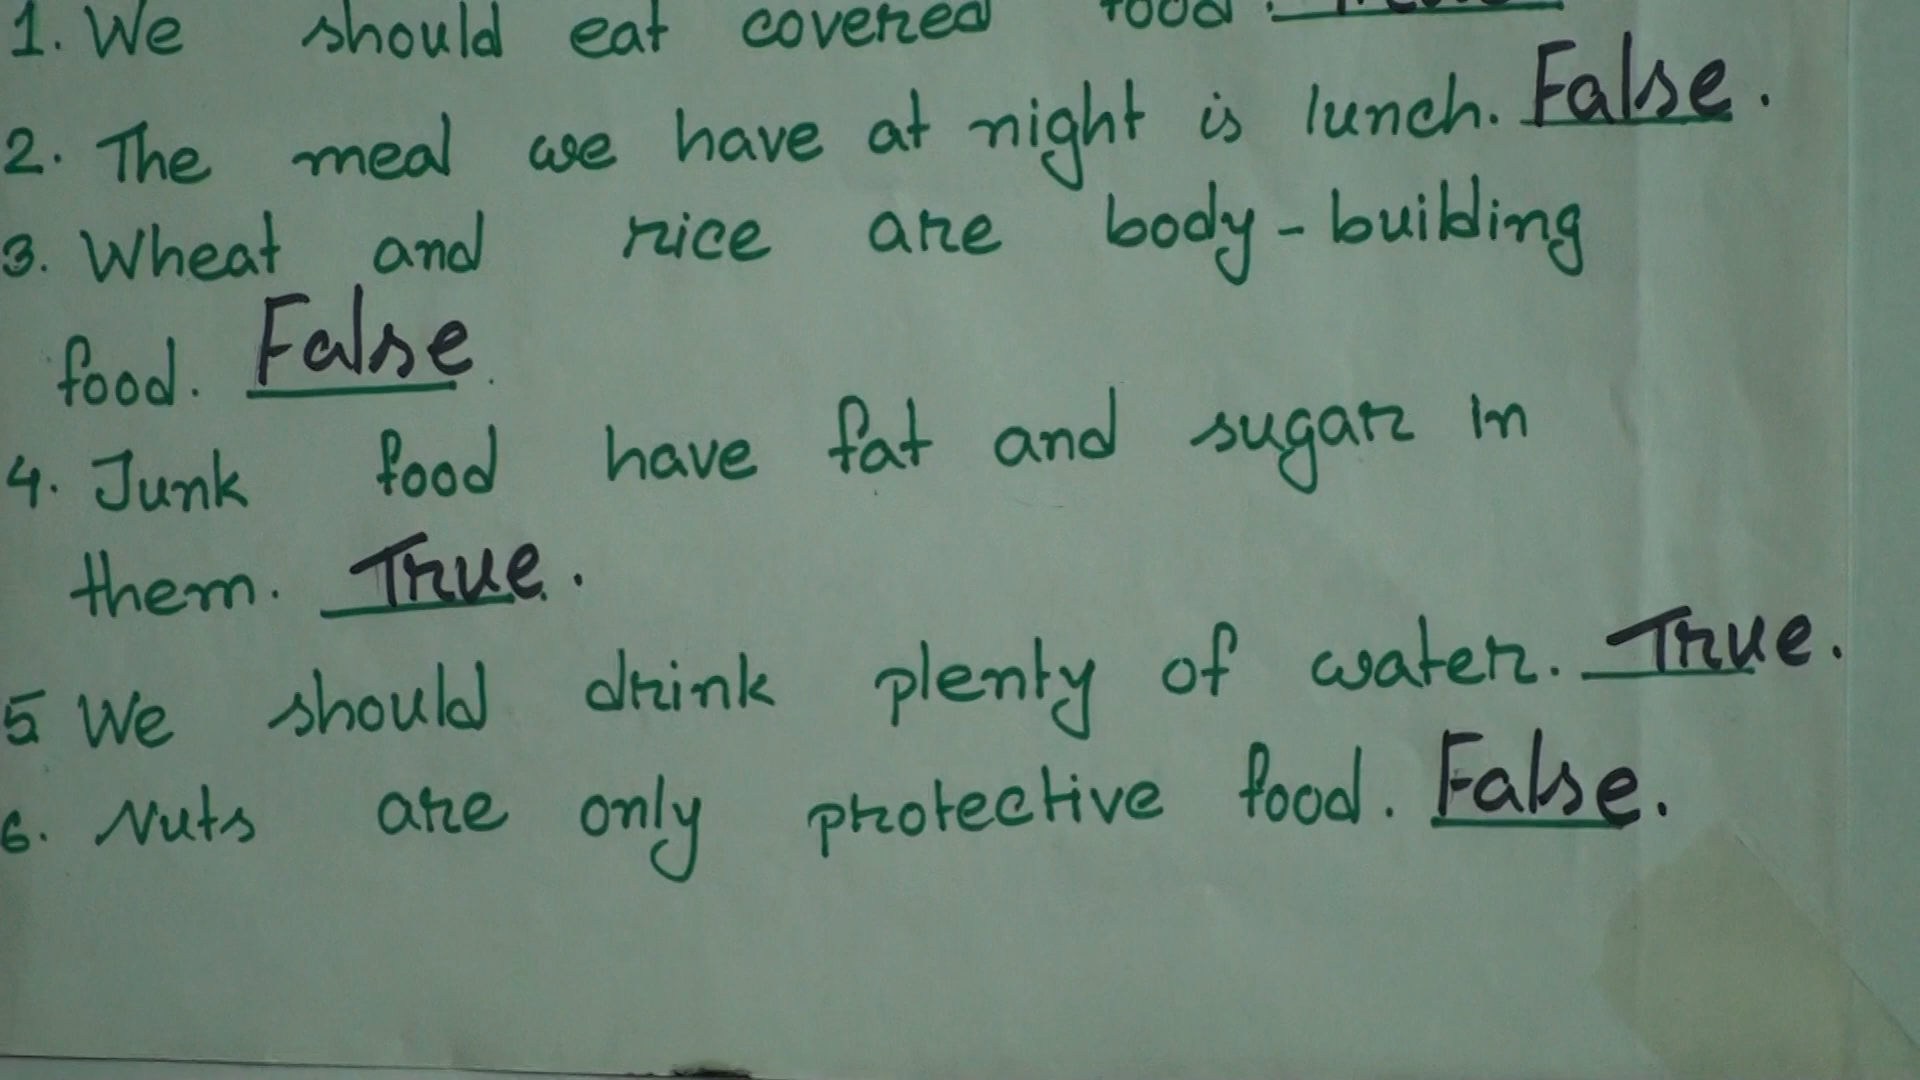 1. We should eat covered food.
2. The meal we have at night is lunch. False.
3. Wheat and rice are body-building
food. False.
4. Junk food have fat and sugar in
them. True.
5 We should drink plenty of water. True.
6. Nuts are only protective food. False.